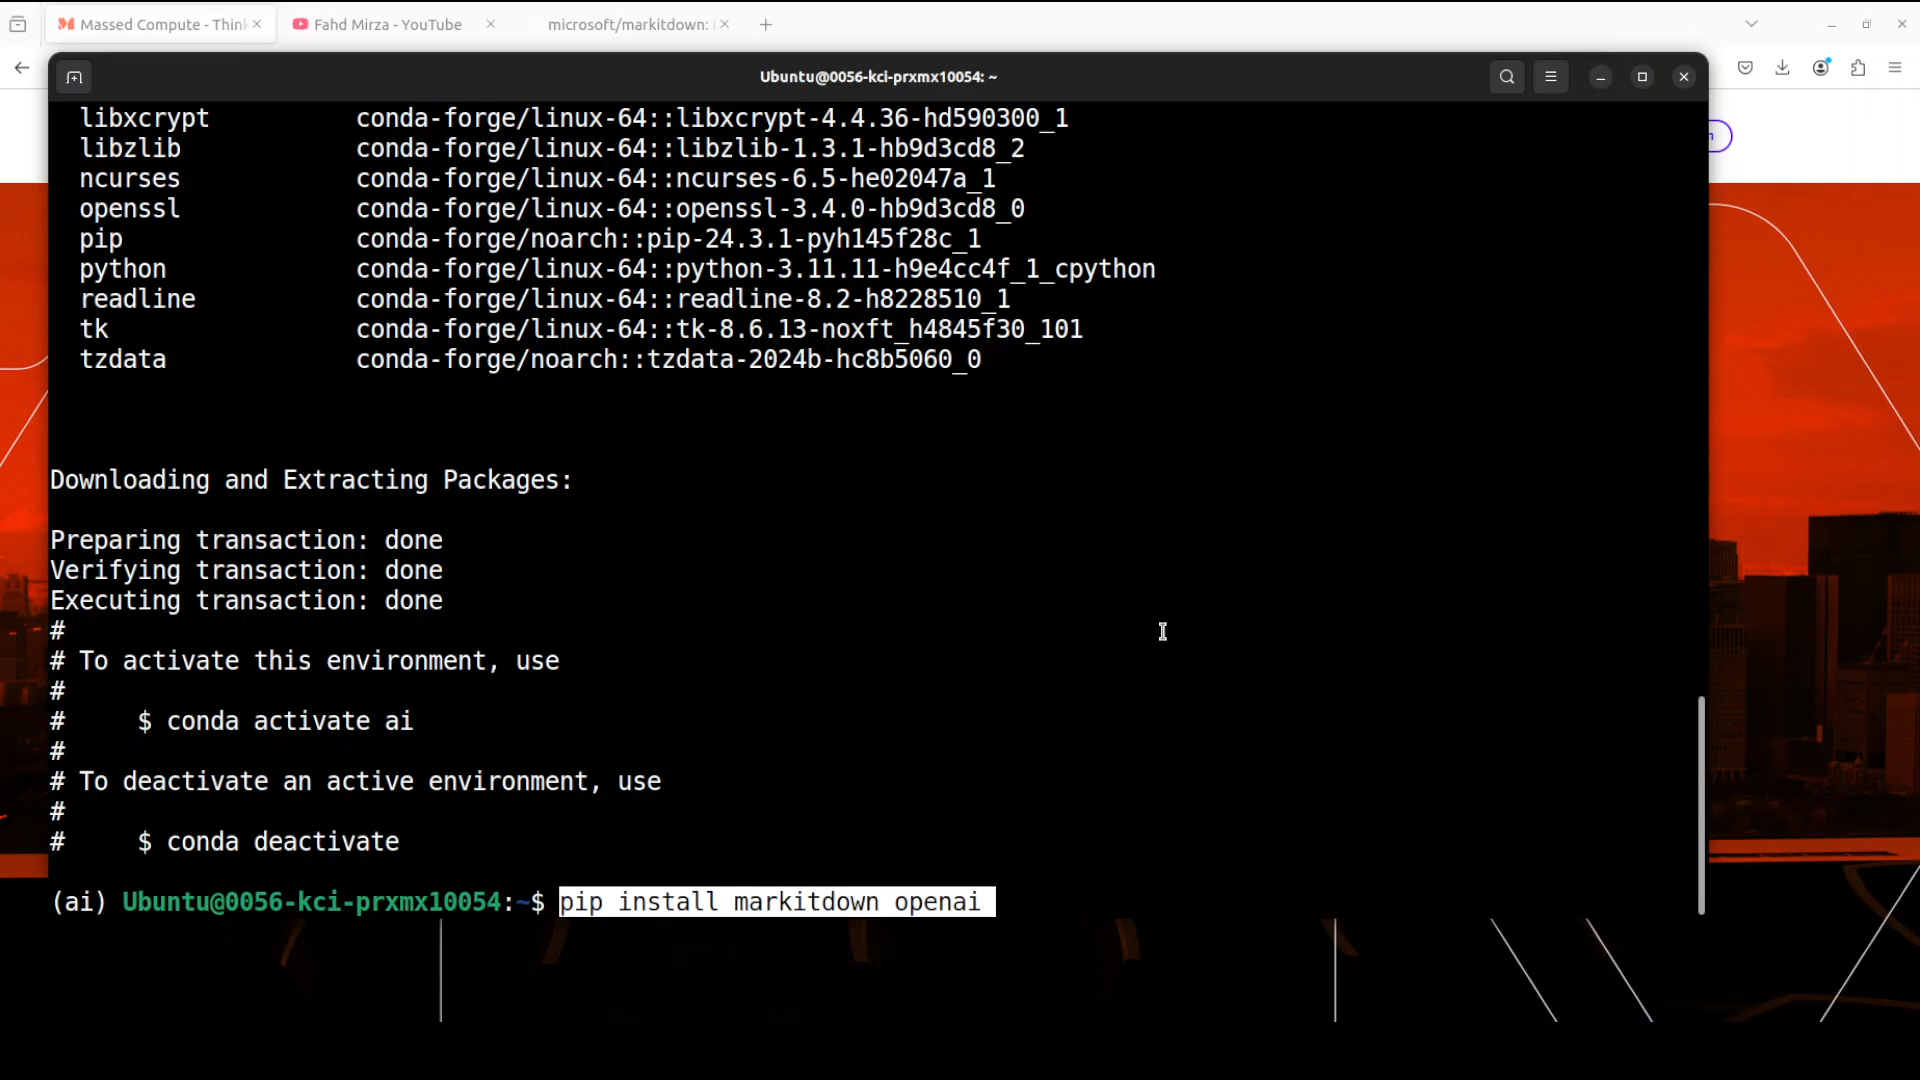 Massed Compute - Think
Fahd Mirza - YouTube
microsoft/markitdown:
Ubuntu@0056-kci-prxmx10054: ~
libxcrypt conda-forge/linux-64::libxcrypt-4.4.36-hd590300_1
libzlib conda-forge/linux-64::libzlib-1.3.1-hb9d3cd8_2
ncurses conda-forge/linux-64::ncurses-6.5-he02047a_1
openssl conda-forge/linux-64::openssl-3.4.0-hb9d3cd8_0
pip conda-forge/noarch::pip-24.3.1-pyh145f28c_1
python conda-forge/linux-64::python-3.11.11-h9e4cc4f_1_cpython
readline conda-forge/linux-64::readline-8.2-h8228510_1
tk conda-forge/linux-64::tk-8.6.13-noxft_h4845f30_101
tzdata conda-forge/noarch::tzdata-2024b-hc8b5060_0
Downloading and Extracting Packages:
Preparing transaction: done
Verifying transaction: done
Executing transaction: done
#
# To activate this environment, use
#
# $ conda activate ai
#
# To deactivate an active environment, use
#
# $ conda deactivate
(ai) Ubuntu@0056-kci-prxmx10054:~$ pip install markitdown openai